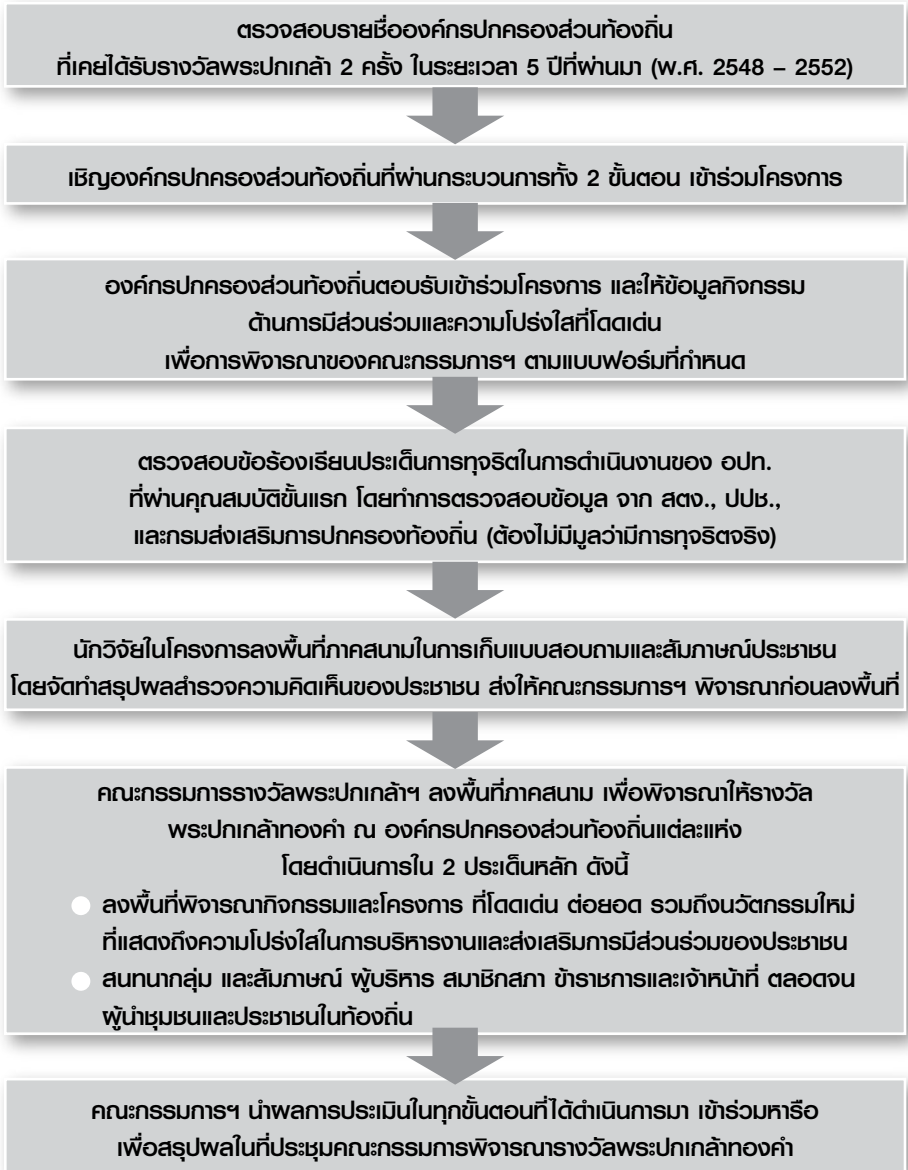 ตรวจสอบรายชื่อองค์กรปกครองส่วนท้องถิ่น
ที่เคยได้รับรางวัลพระปกเกล้า 2 ครั้ง ในระยะเวลา 5 ปีที่ผ่านมา (พ.ศ. 2548 – 2552)
เชิญองค์กรปกครองส่วนท้องถิ่นที่ผ่านกระบวนการทั้ง 2 ขั้นตอน เข้าร่วมโครงการ
องค์กรปกครองส่วนท้องถิ่นตอบรับเข้าร่วมโครงการ และให้ข้อมูลกิจกรรม
ด้านการมีส่วนร่วมและความโปร่งใสที่โดดเด่น
เพื่อการพิจารณาของคณะกรรมการฯ ตามแบบฟอร์มที่กำหนด
ตรวจสอบข้อร้องเรียนประเด็นการทุจริตในการดำเนินงานของ อปท.
ที่ผ่านคุณสมบัติขั้นแรก โดยทำการตรวจสอบข้อมูล จาก สตง., ปปช.,
และกรมส่งเสริมการปกครองท้องถิ่น (ต้องไม่มีมูลว่ามีการทุจริตจริง)
นักวิจัยในโครงการลงพื้นที่ภาคสนามในการเก็บแบบสอบถามและสัมภาษณ์ประชาชน
โดยจัดทำสรุปผลสำรวจความคิดเห็นของประชาชน ส่งให้คณะกรรมการฯ พิจารณาก่อนลงพื้นที่
คณะกรรมการรางวัลพระปกเกล้าฯ ลงพื้นที่ภาคสนาม เพื่อพิจารณาให้รางวัล
พระปกเกล้าทองคำ ณ องค์กรปกครองส่วนท้องถิ่นแต่ละแห่ง
โดยดำเนินการใน 2 ประเด็นหลัก ดังนี้
● ลงพื้นที่พิจารณากิจกรรมและโครงการ ที่โดดเด่น ต่อยอด รวมถึงนวัตกรรมใหม่
ที่แสดงถึงความโปร่งใสในการบริหารงานและส่งเสริมการมีส่วนร่วมของประชาชน
● สนทนากลุ่ม และสัมภาษณ์ ผู้บริหาร สมาชิกสภา ข้าราชการและเจ้าหน้าที่ ตลอดจน
ผู้นำชุมชนและประชาชนในท้องถิ่น
คณะกรรมการฯ นำผลการประเมินในทุกขั้นตอนที่ได้ดำเนินการมา เข้าร่วมหารือ
เพื่อสรุปผลในที่ประชุมคณะกรรมการพิจารณารางวัลพระปกเกล้าทองคำ